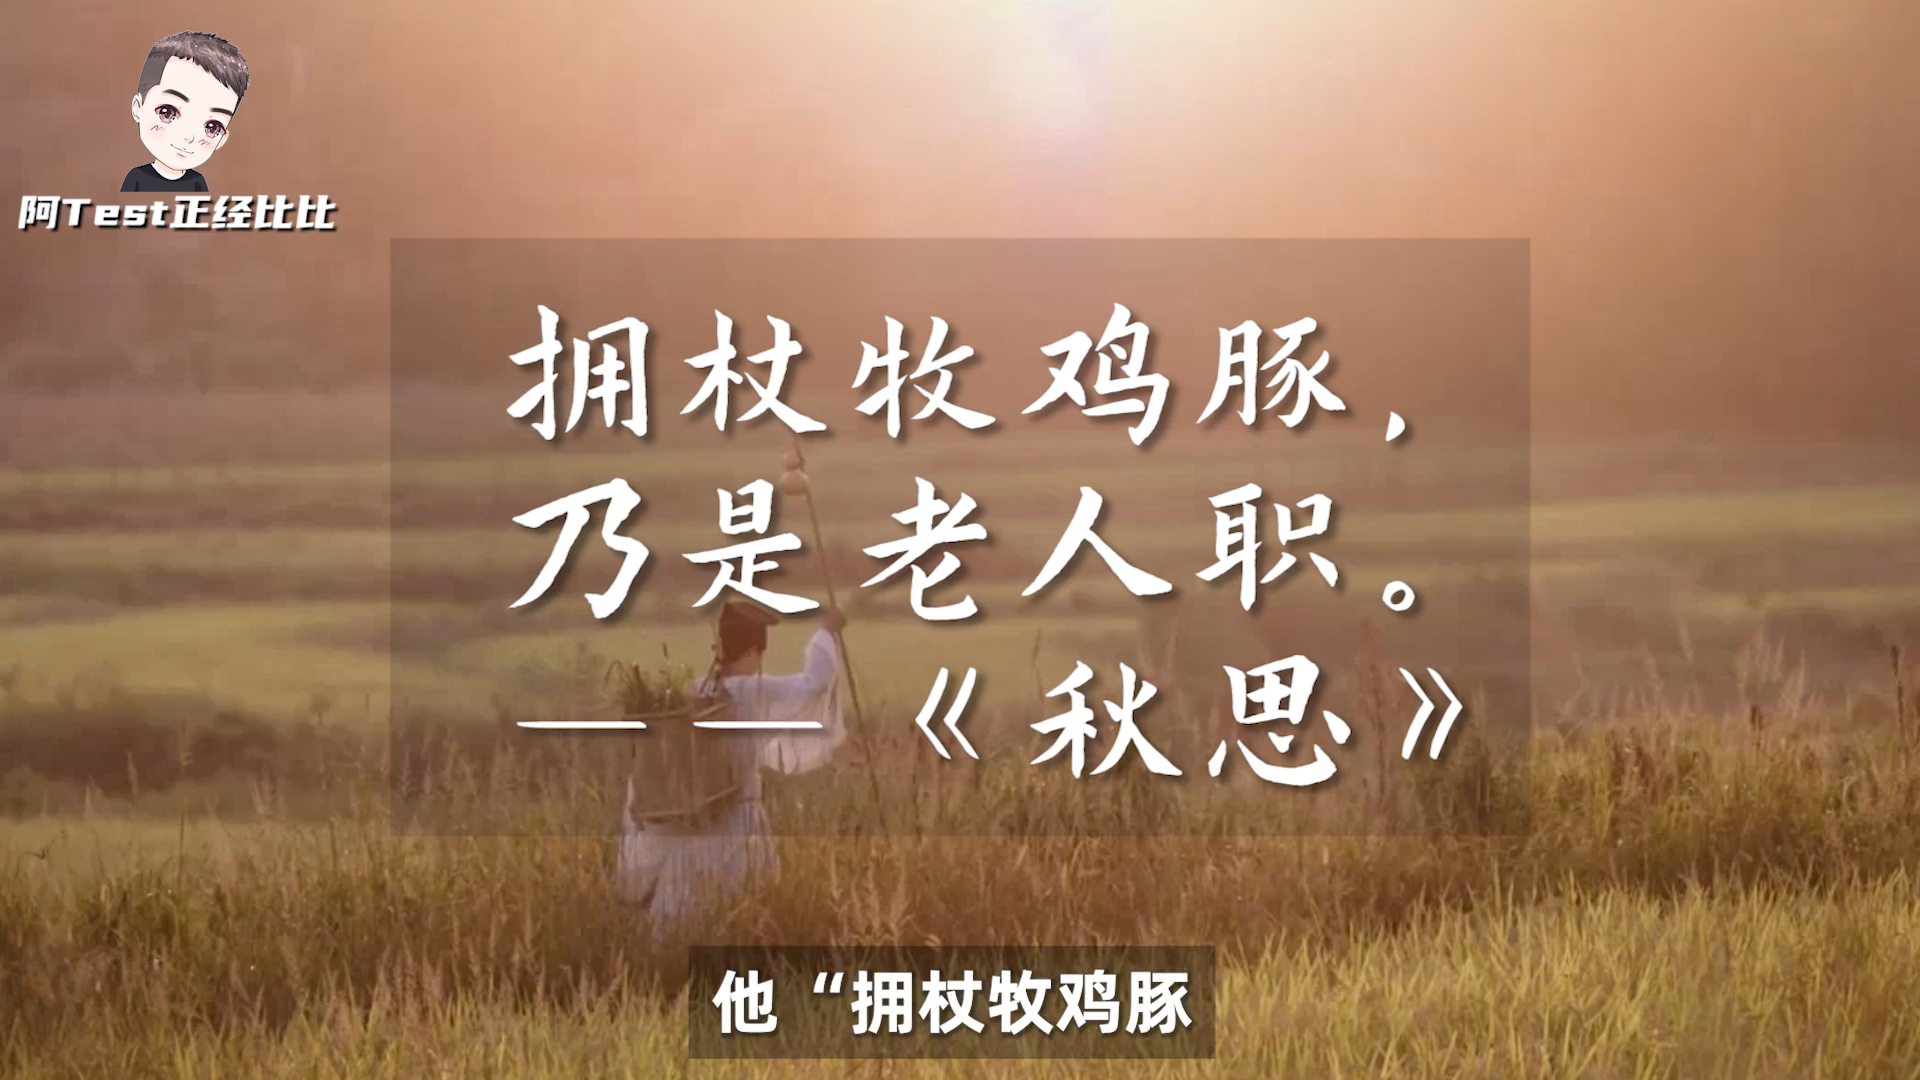 阿Test正经比比
拥杖牧鸡豚，
乃是老人职。
——《秋思》
他“拥杖牧鸡豚